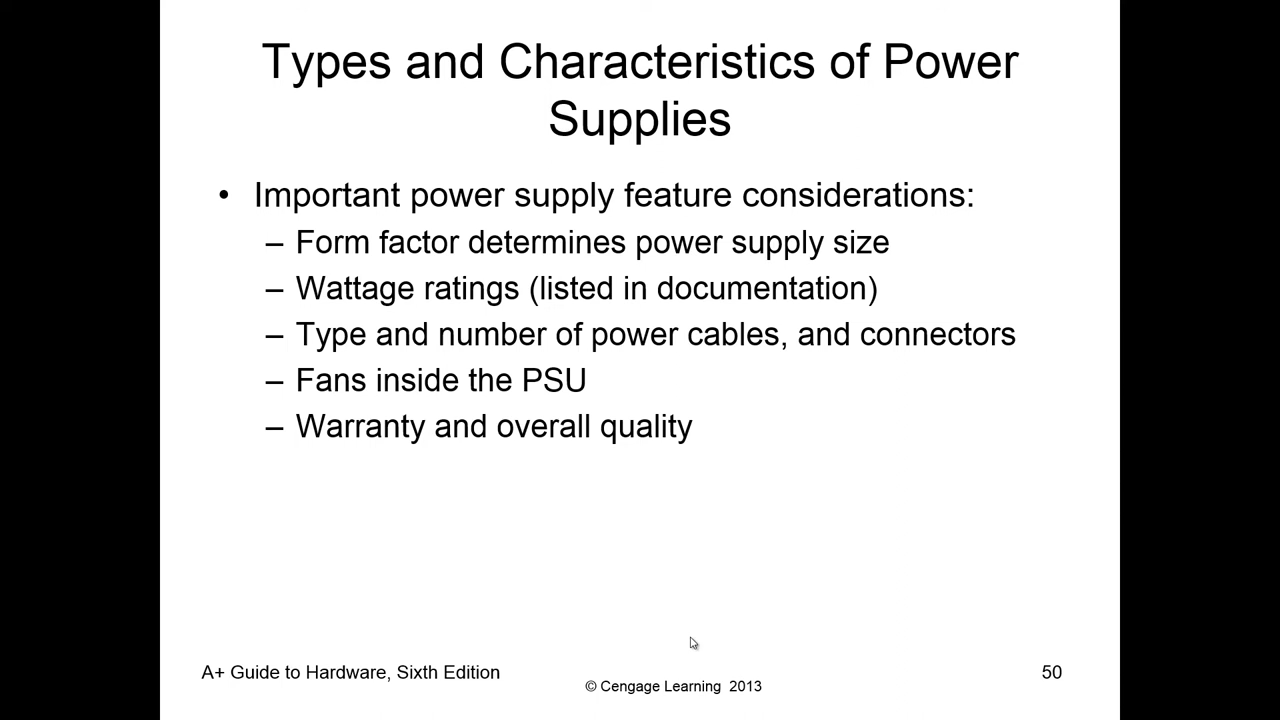 Types and Characteristics of Power
Supplies
• Important power supply feature considerations:
– Form factor determines power supply size
– Wattage ratings (listed in documentation)
– Type and number of power cables, and connectors
– Fans inside the PSU
– Warranty and overall quality
A+ Guide to Hardware, Sixth Edition
© Cengage Learning 2013
50